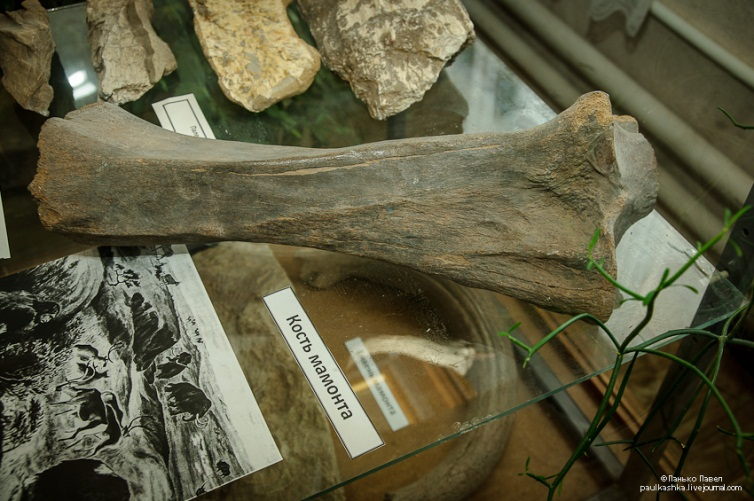 Кость мамонта
© Панько Павел
paulkashka.livejournal.com